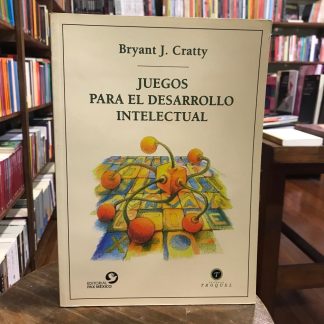 Bryant J. Cratty
JUEGOS
PARA EL DESARROLLO
INTELECTUAL
EDITORIAL
PAX MÉXICO
TROQUEL